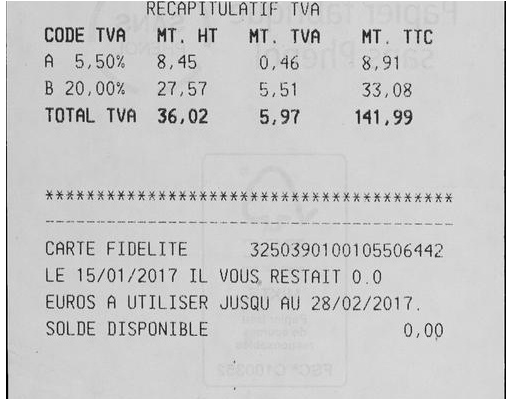 RECAPITULATIF TVA
CODE TVA MT. HT MT. TVA MT. TTC
A 5,50% 8,45 0,46 8,91
B 20,00% 27,57 5,51 33,08
TOTAL TVA 36,02 5,97 141,99
****************************************
----------------------------------------
CARTE FIDELITE 3250390100105506442
LE 15/01/2017 IL VOUS RESTAIT 0.0
EUROS A UTILISER JUSQU AU 28/02/2017.
SOLDE DISPONIBLE 0,00